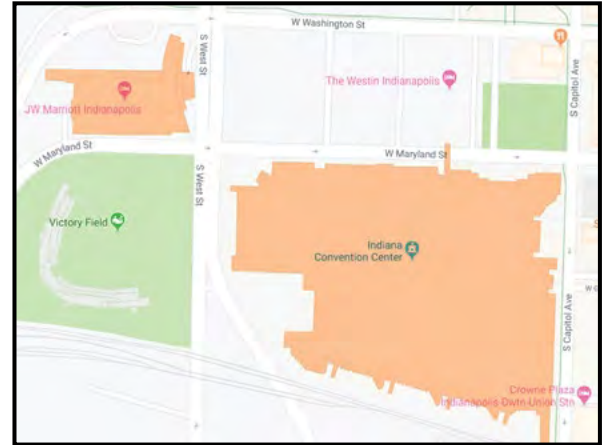 W Washington St
S West St
S Capitol Ave
The Westin Indianapolis
JW Marriott Indianapolis
W Maryland St
W Maryland St
S West St
Victory Field
Indiana
Convention Center
W G
S Capitol Ave
Crowne Plaza
Indianapolis-Dwtn-Union Stn